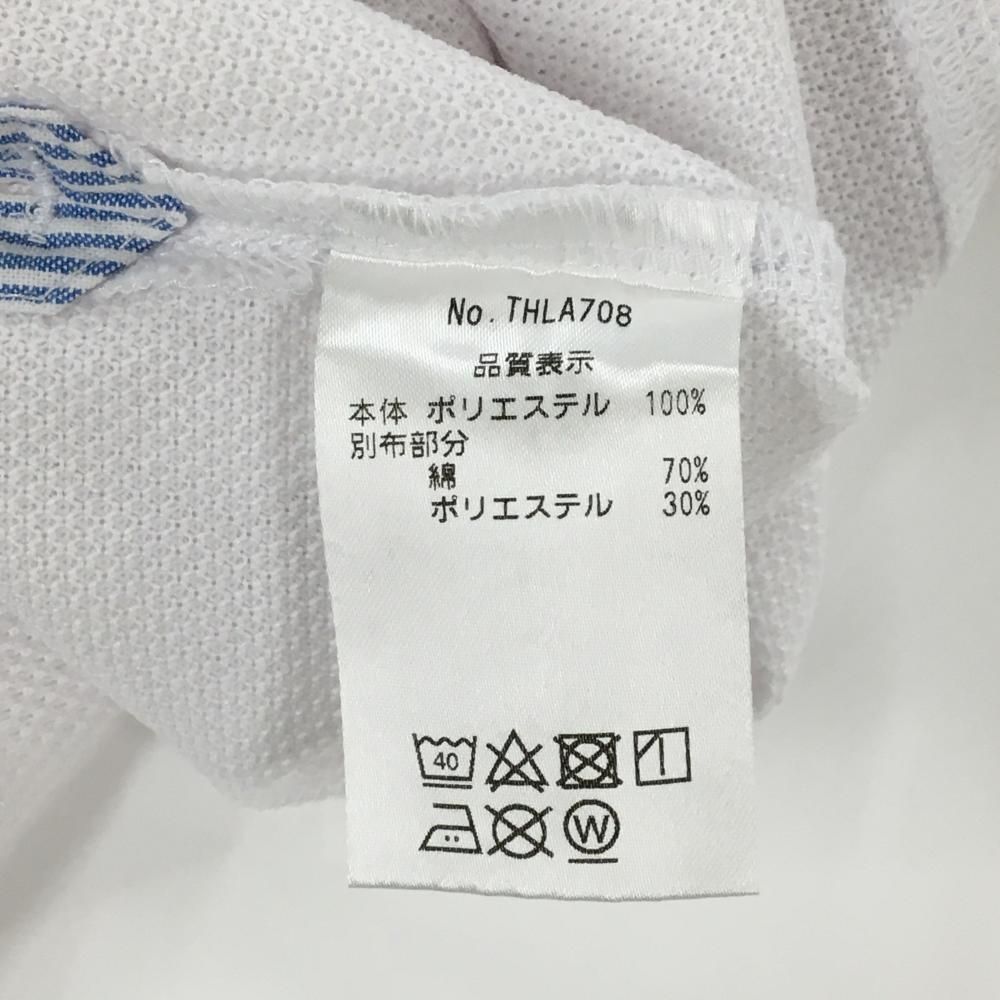 No. THLA708
品質表示
本体 ポリエステル 100%
別布部分
綿 70%
ポリエステル 30%
40
W